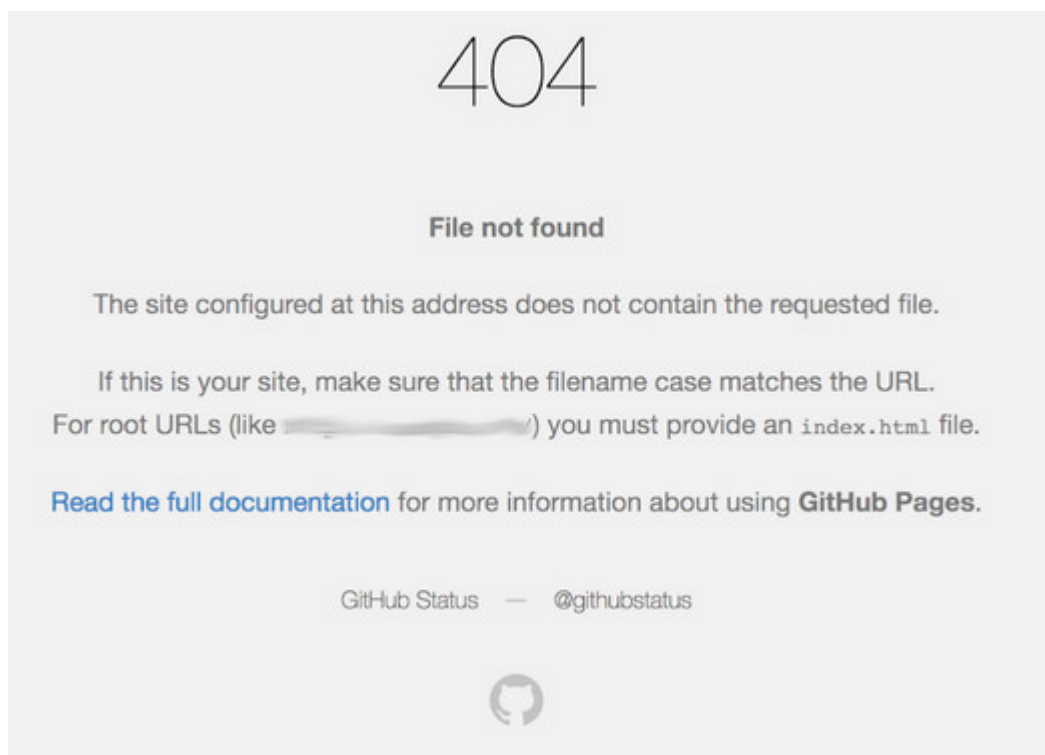 404
File not found
The site configured at this address does not contain the requested file.
If this is your site, make sure that the filename case matches the URL.
For root URLs (like /) you must provide an index.html file.
Read the full documentation for more information about using GitHub Pages.
GitHub Status — @githubstatus